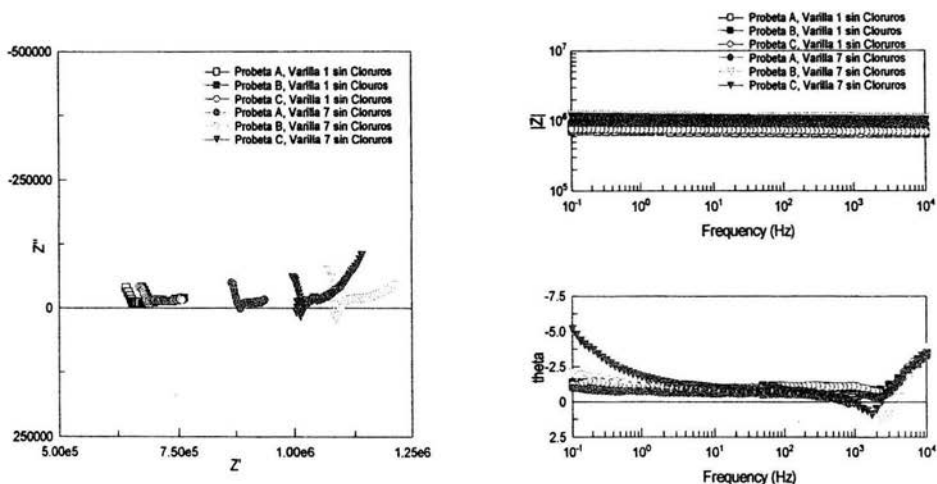 -500000
-250000
0
250000
Z''
5.00e5
7.50e5
1.00e6
1.25e6
Z'
Probeta A, Varilla 1 sin Cloruros
Probeta B, Varilla 1 sin Cloruros
Probeta C, Varilla 1 sin Cloruros
Probeta A, Varilla 7 sin Cloruros
Probeta B, Varilla 7 sin Cloruros
Probeta C, Varilla 7 sin Cloruros
Probeta A, Varilla 1 sin Cloruros
Probeta B, Varilla 1 sin Cloruros
Probeta C, Varilla 1 sin Cloruros
Probeta A, Varilla 7 sin Cloruros
Probeta B, Varilla 7 sin Cloruros
Probeta C, Varilla 7 sin Cloruros
10⁷
10⁶
10⁵
|Z|
10⁻¹ 10⁰ 10¹ 10² 10³ 10⁴
Frequency (Hz)
-7.5
-5.0
-2.5
0
2.5
theta
10⁻¹ 10⁰ 10¹ 10² 10³ 10⁴
Frequency (Hz)